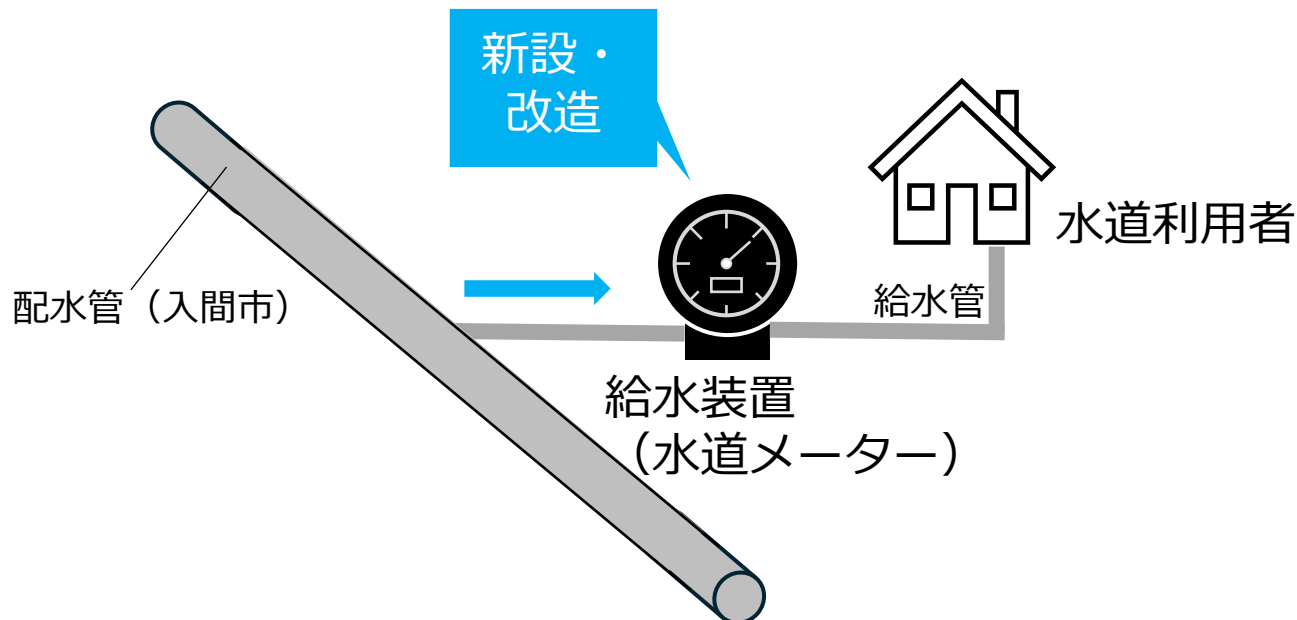 新設・
改造
水道利用者
配水管（入間市）
給水管
給水装置
（水道メーター）